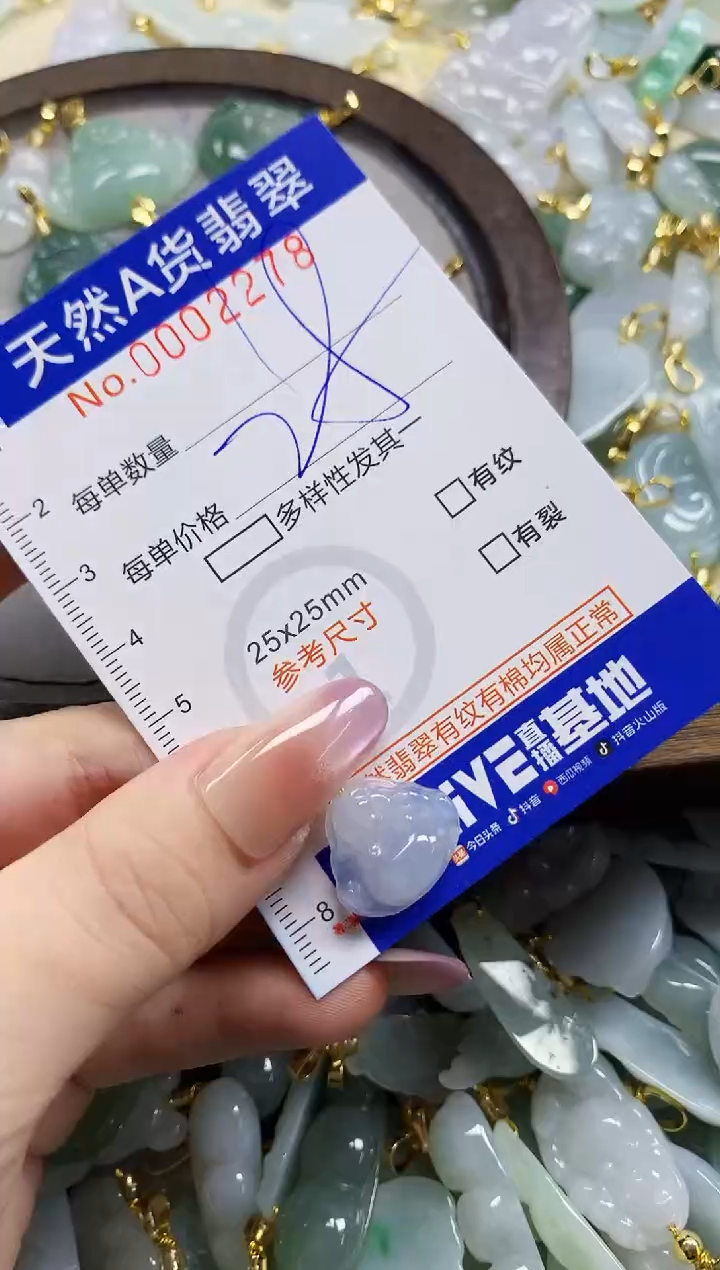 天然A货翡翠
No.0002278
每单数量
每单价格
多样性发其一
有纹
有裂
25x25mm
参考尺寸
翡翠有纹有棉均属正常
直播基地
今日头条 抖音 西瓜视频 抖音火山版
2
3
4
5
8